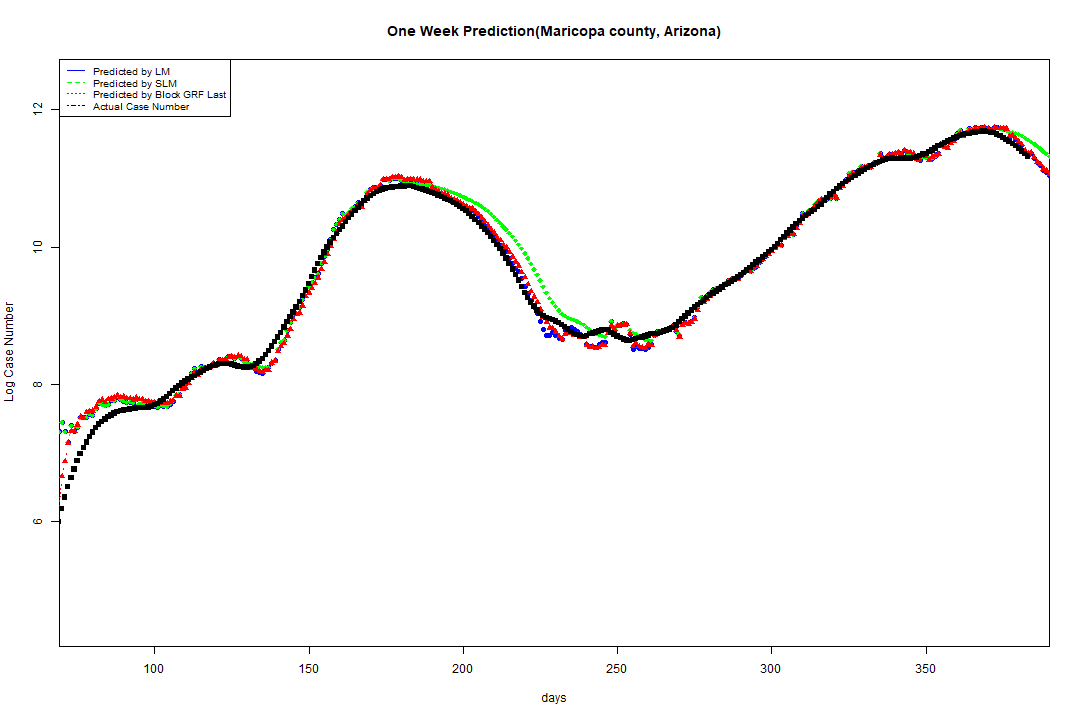 One Week Prediction(Maricopa county, Arizona)
Predicted by LM
Predicted by SLM
Predicted by Block GRF Last
Actual Case Number
12
10
8
6
Log Case Number
100 150 200 250 300 350
days